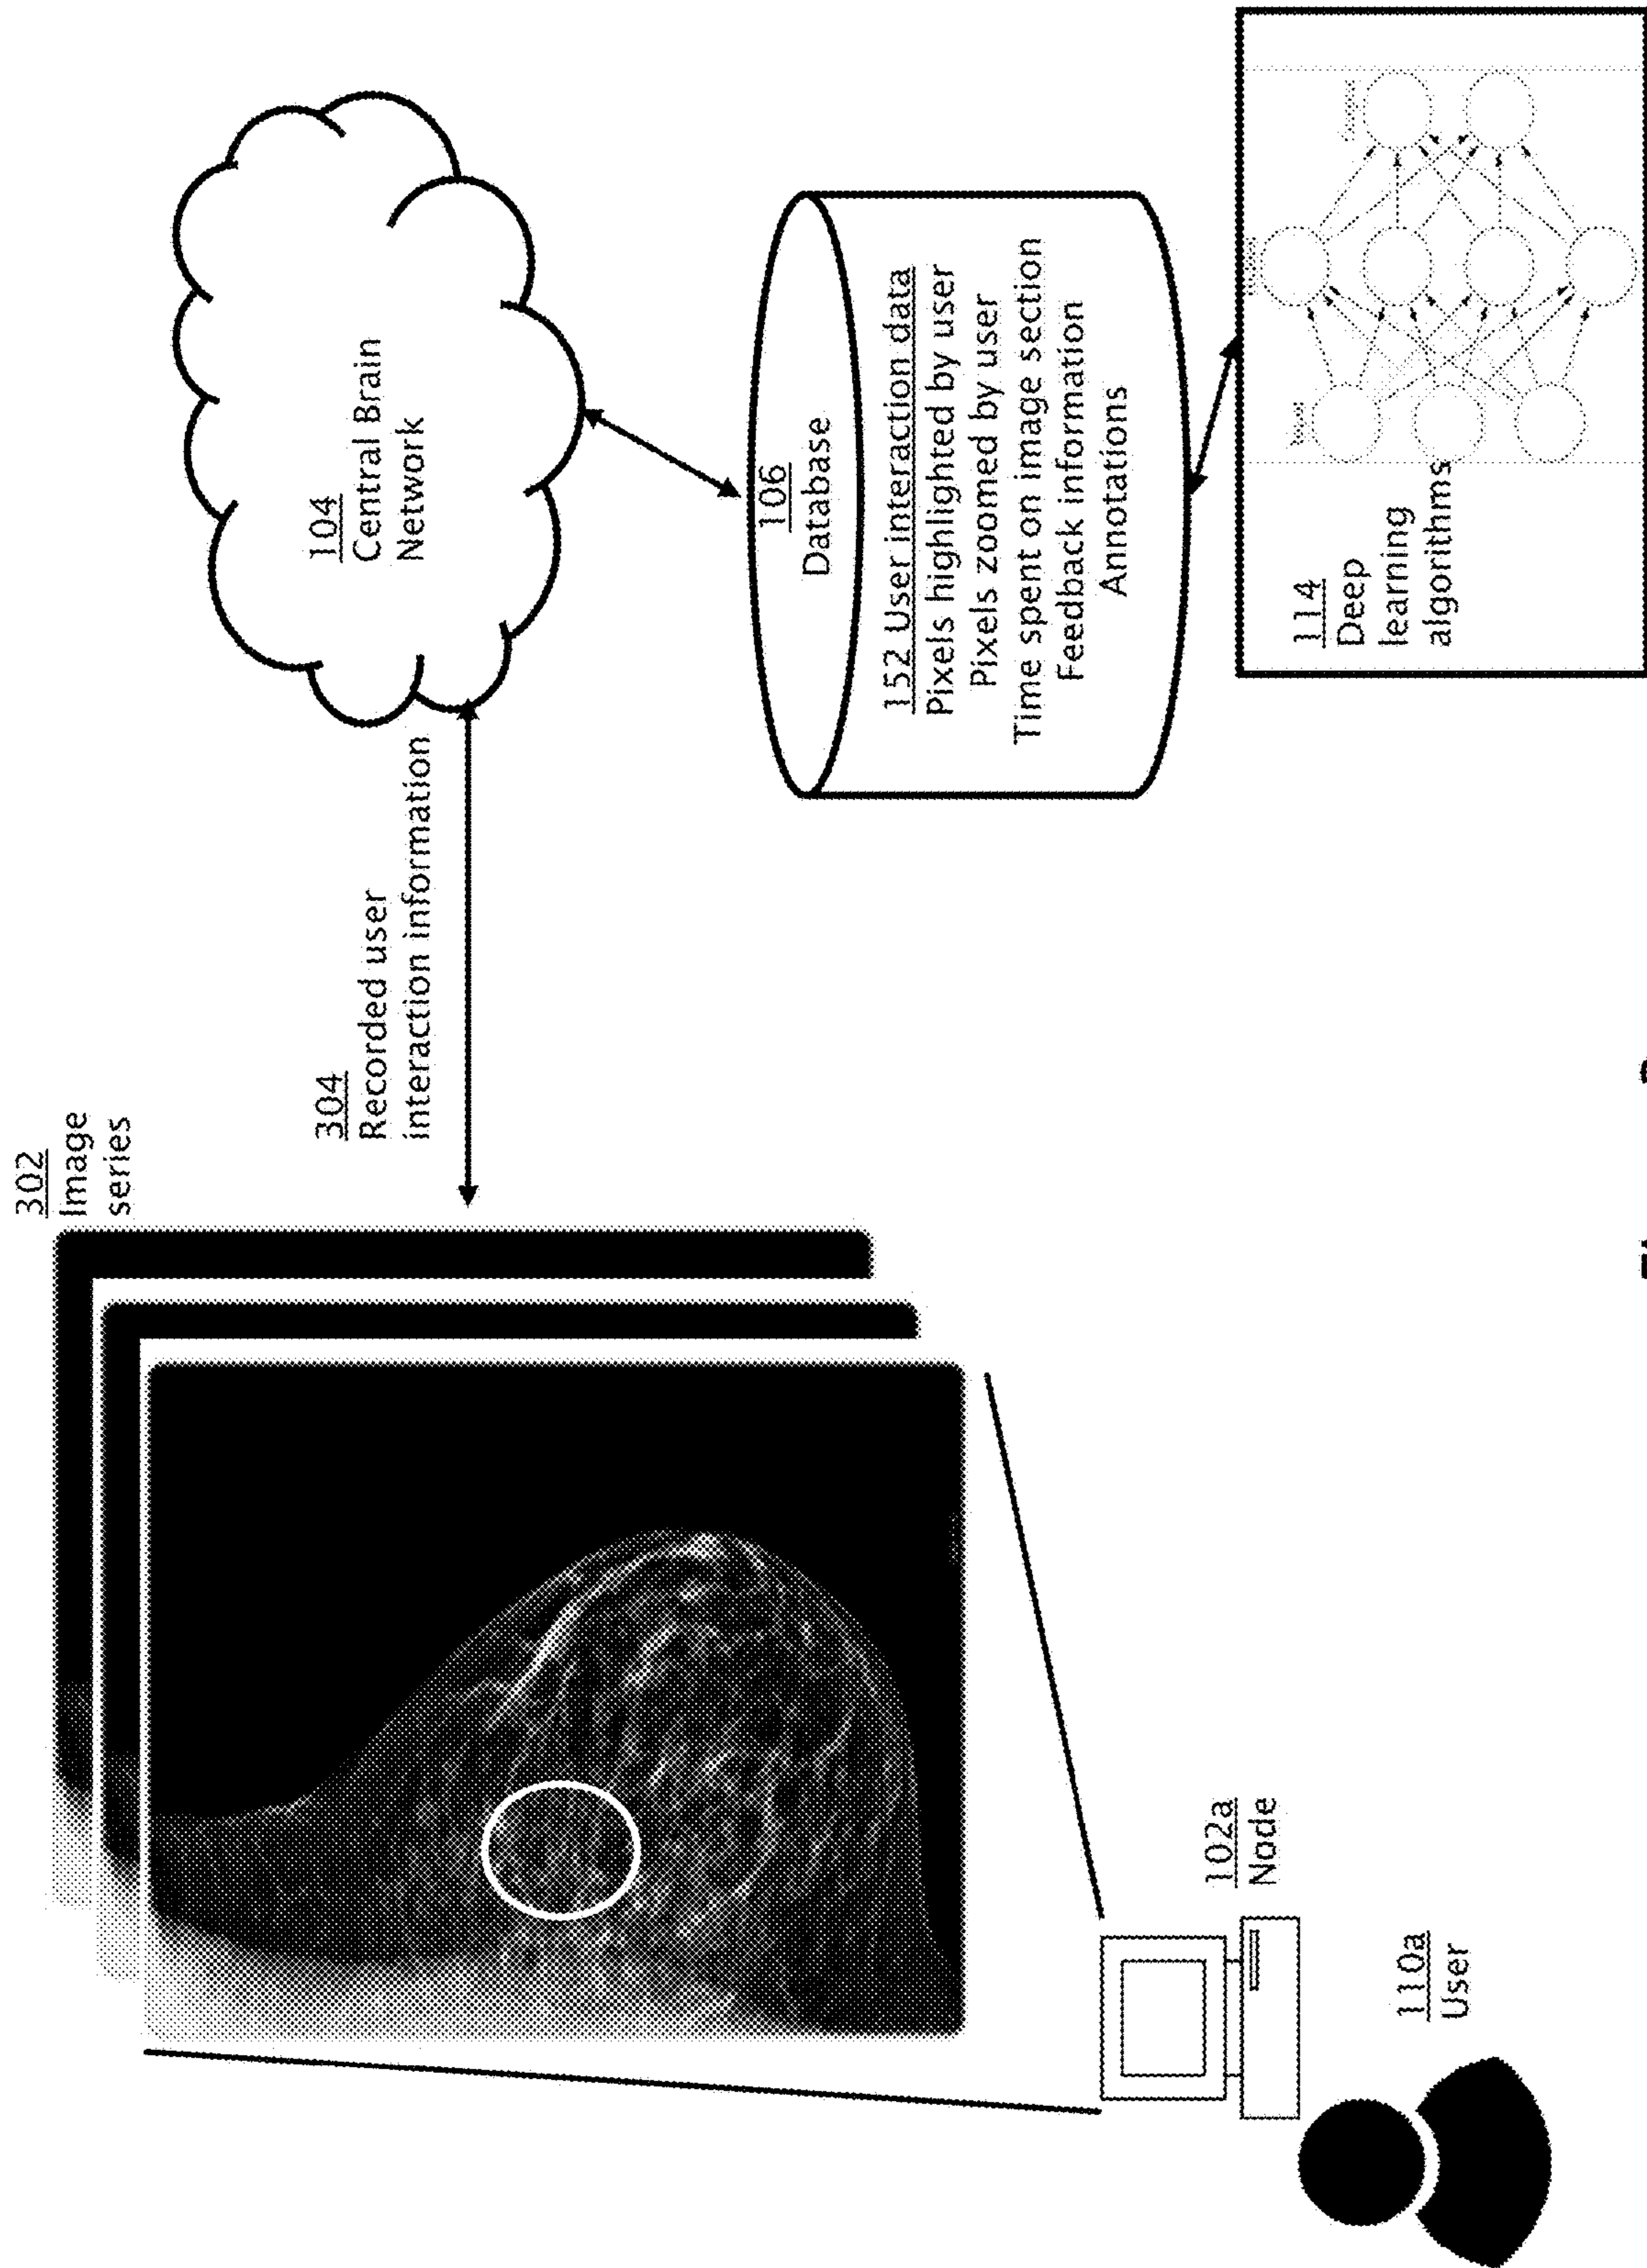 302
Image
series
304
Recorded user
interaction information
104
Central Brain
Network
106
Database
152 User interaction data
Pixels highlighted by user
Pixels zoomed by user
Time spent on image section
Feedback information
Annotations
102a
Node
110a
User
114
Deep
learning
algorithms